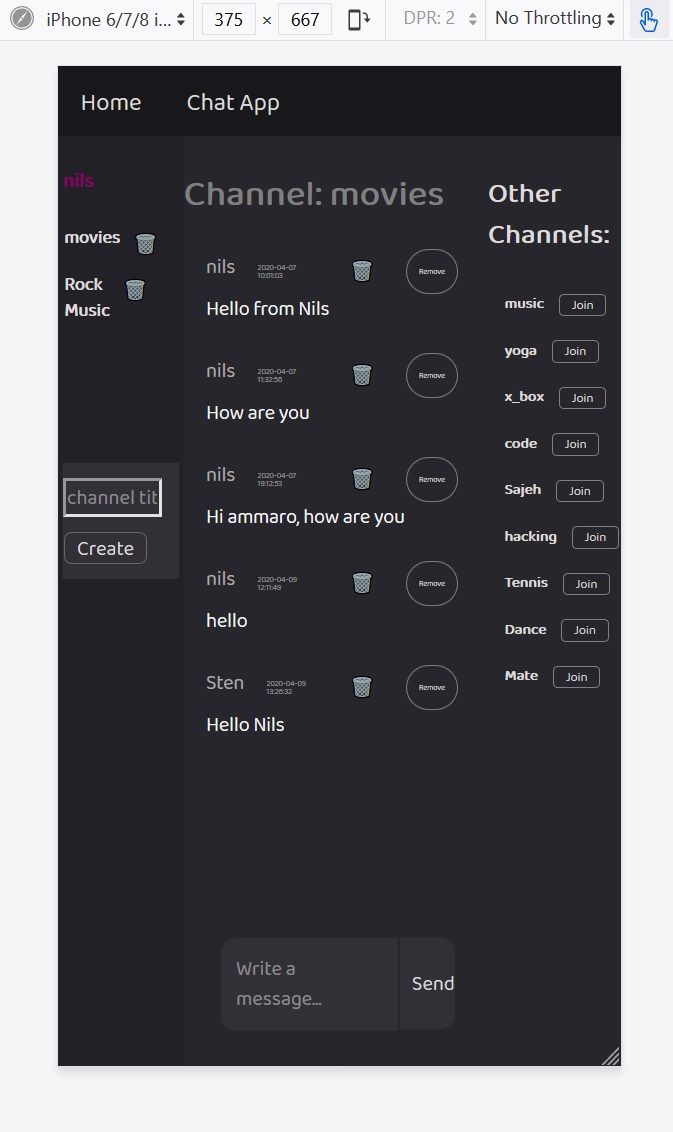 iPhone 6/7/8 i... 375 × 667 DPR: 2 No Throttling
Home Chat App
nils
movies
Rock
Music
channel tit
Create
Channel: movies
nils 2020-04-07
10:01:03
Remove
Hello from Nils
nils 2020-04-07
11:32:56
Remove
How are you
nils 2020-04-07
19:12:53
Remove
Hi ammaro, how are you
nils 2020-04-09
12:11:49
Remove
hello
Sten 2020-04-09
13:26:32
Remove
Hello Nils
Write a
message...
Send
Other
Channels:
music Join
yoga Join
x_box Join
code Join
Sajeh Join
hacking Join
Tennis Join
Dance Join
Mate Join